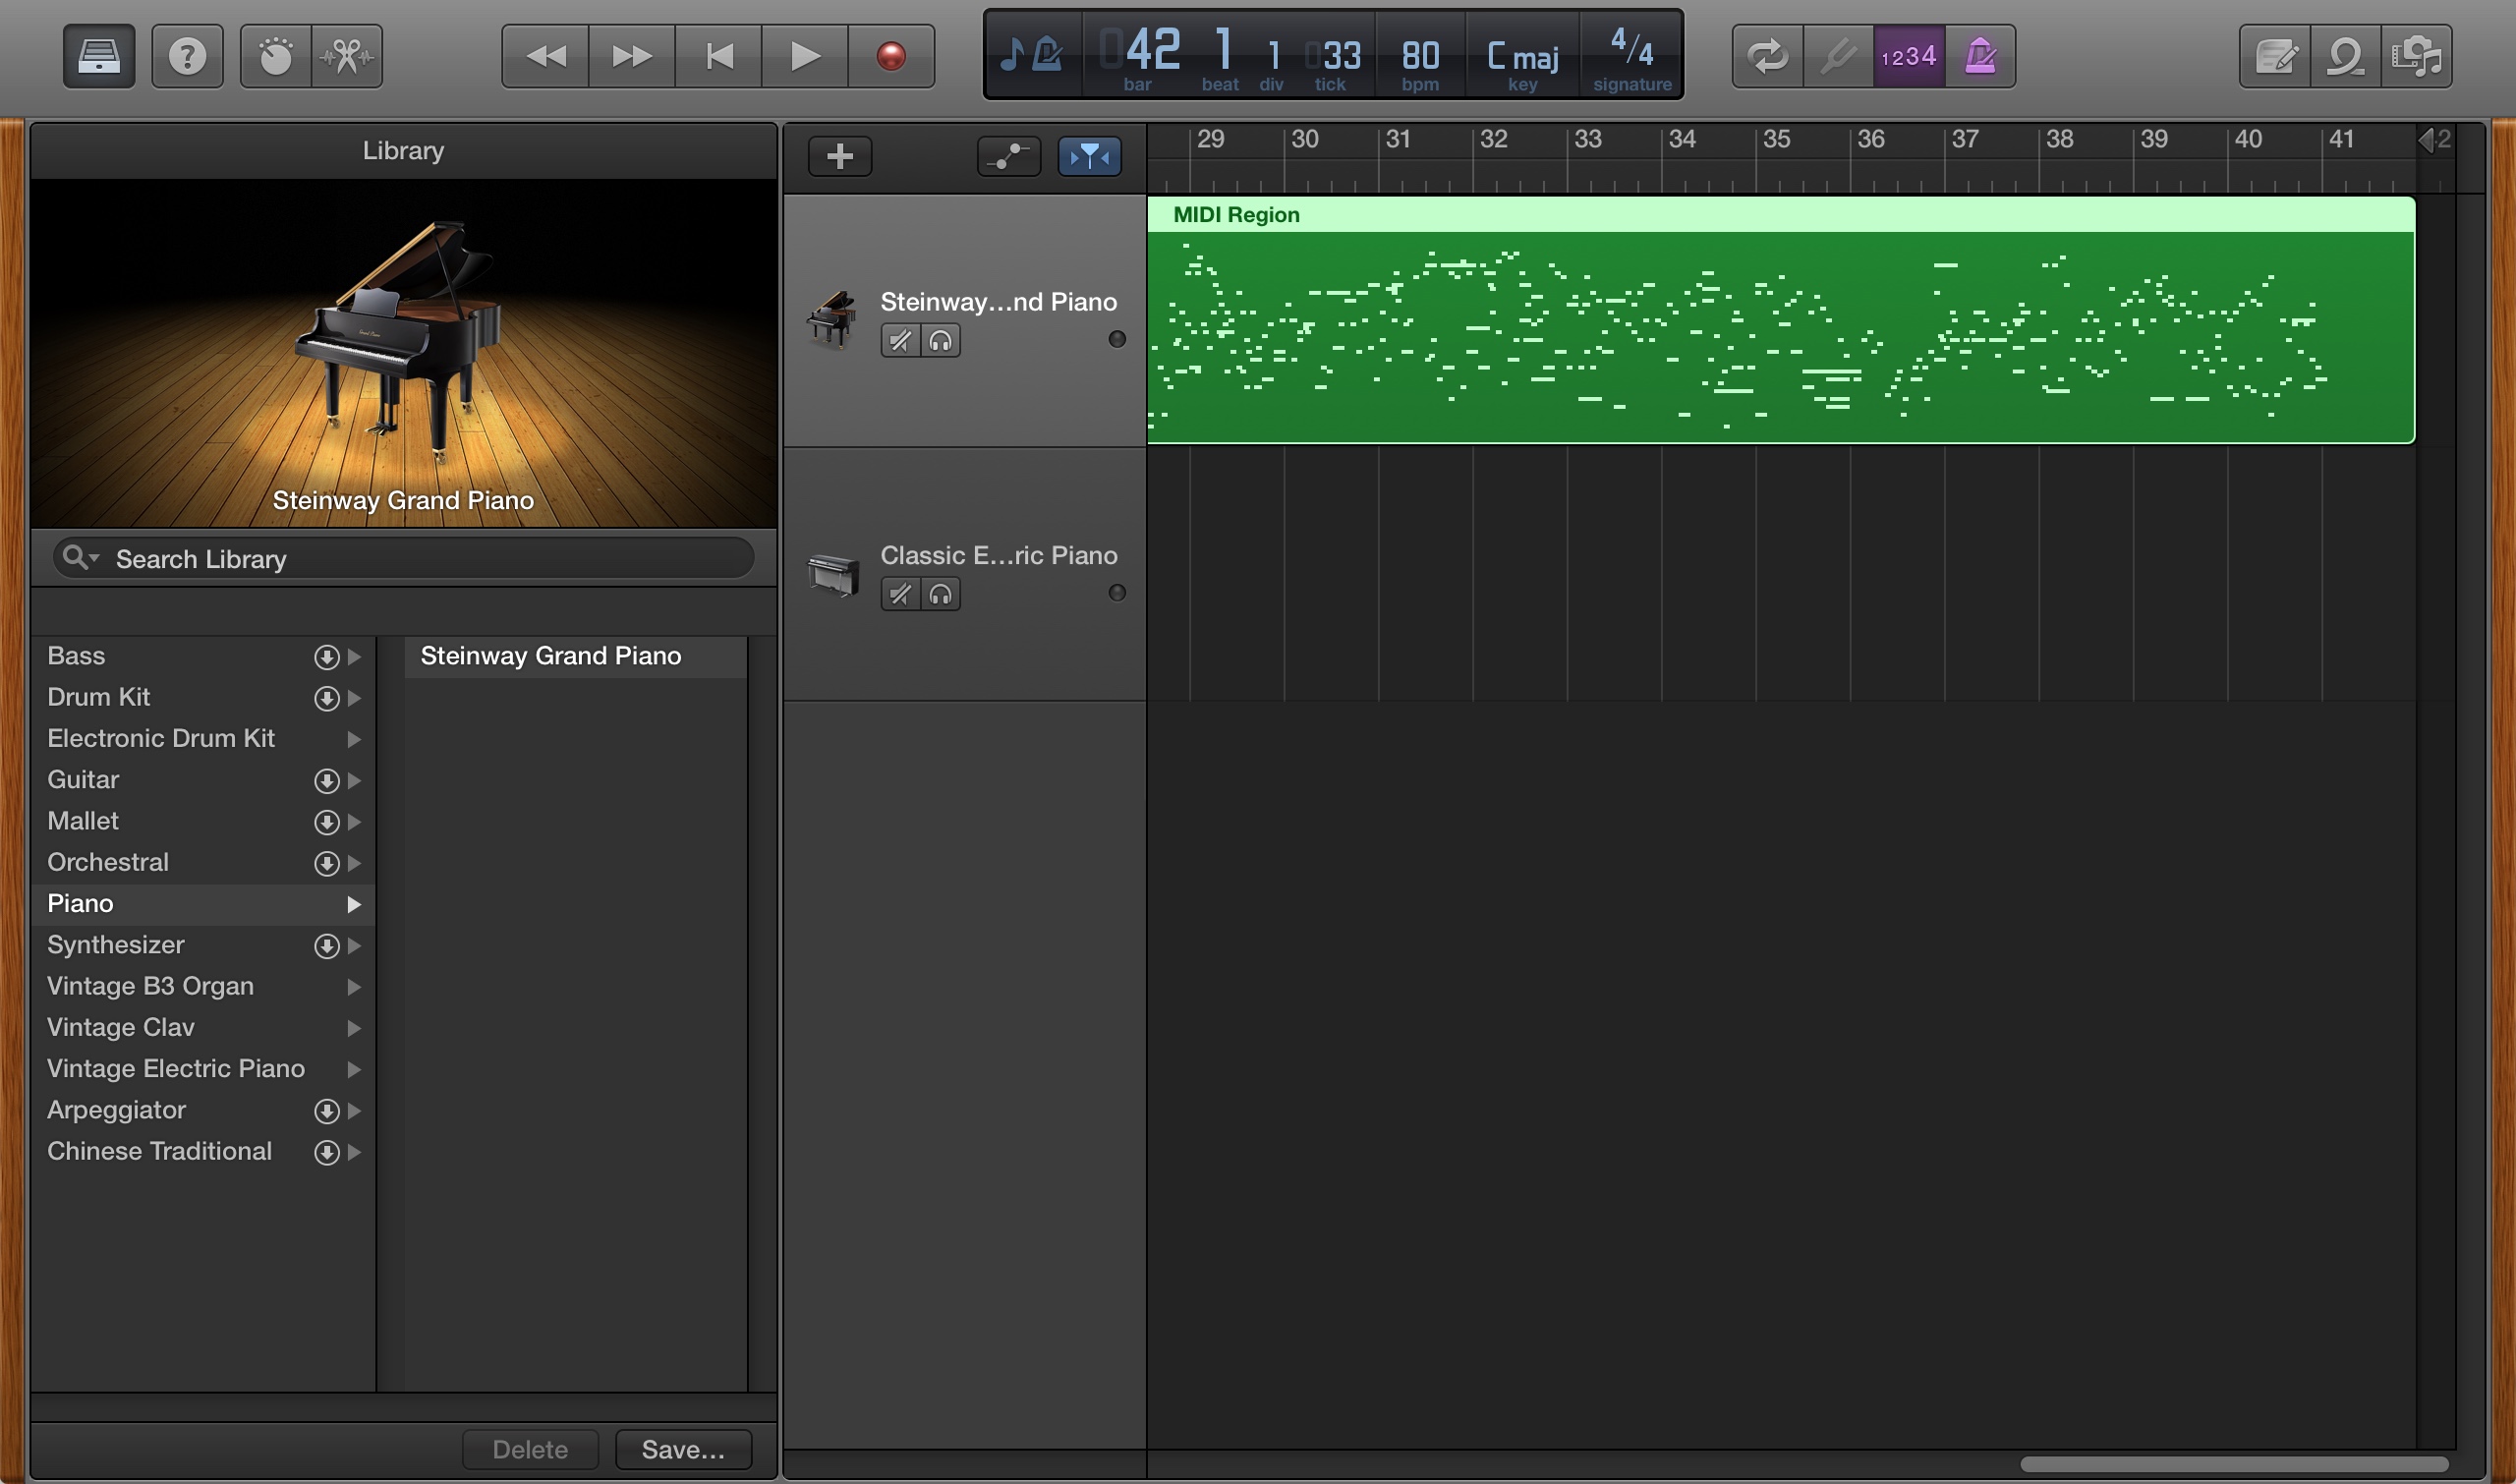 042 1 1 033 80 C maj 4/4
bar beat div tick bpm key signature
1234
Library
Steinway Grand Piano
Search Library
Bass
Drum Kit
Electronic Drum Kit
Guitar
Mallet
Orchestral
Piano
Synthesizer
Vintage B3 Organ
Vintage Clav
Vintage Electric Piano
Arpeggiator
Chinese Traditional
Steinway Grand Piano
Delete Save...
29 30 31 32 33 34 35 36 37 38 39 40 41
MIDI Region
Steinway...nd Piano
Classic E...ric Piano